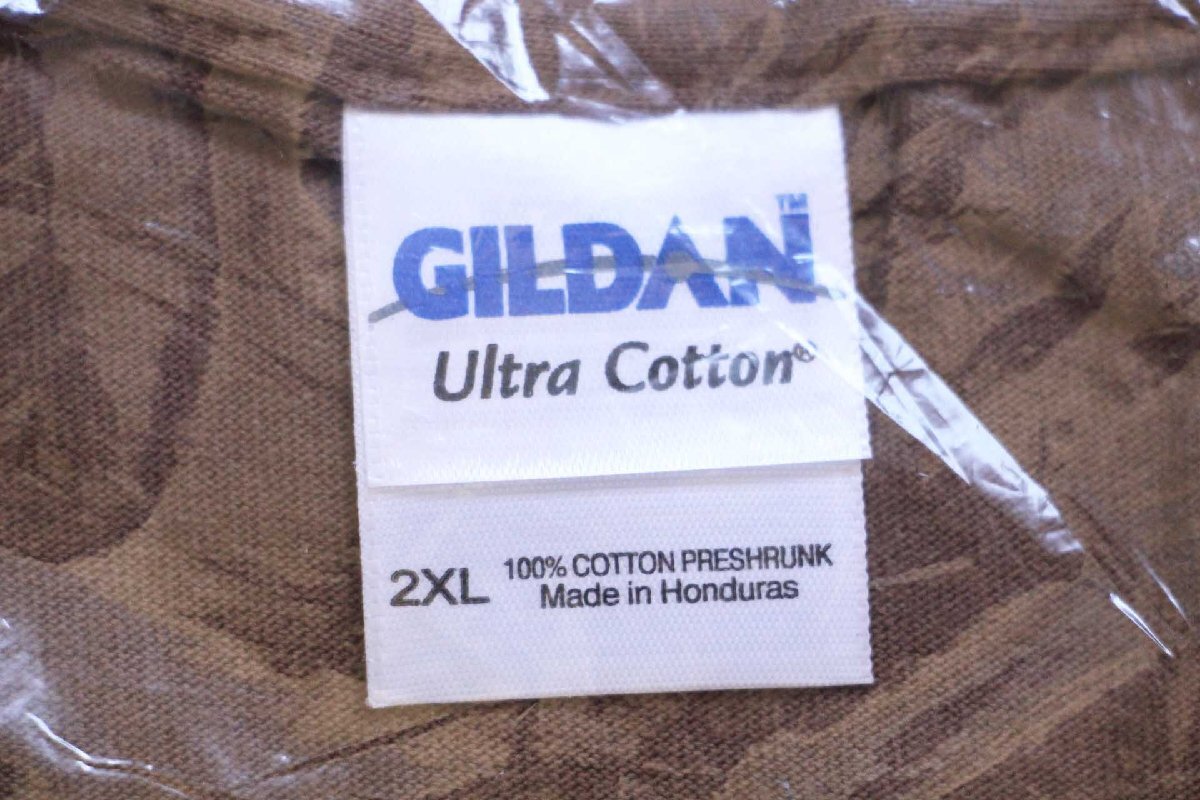 GILDAN™
Ultra Cotton®
2XL
100% COTTON PRESHRUNK
Made in Honduras